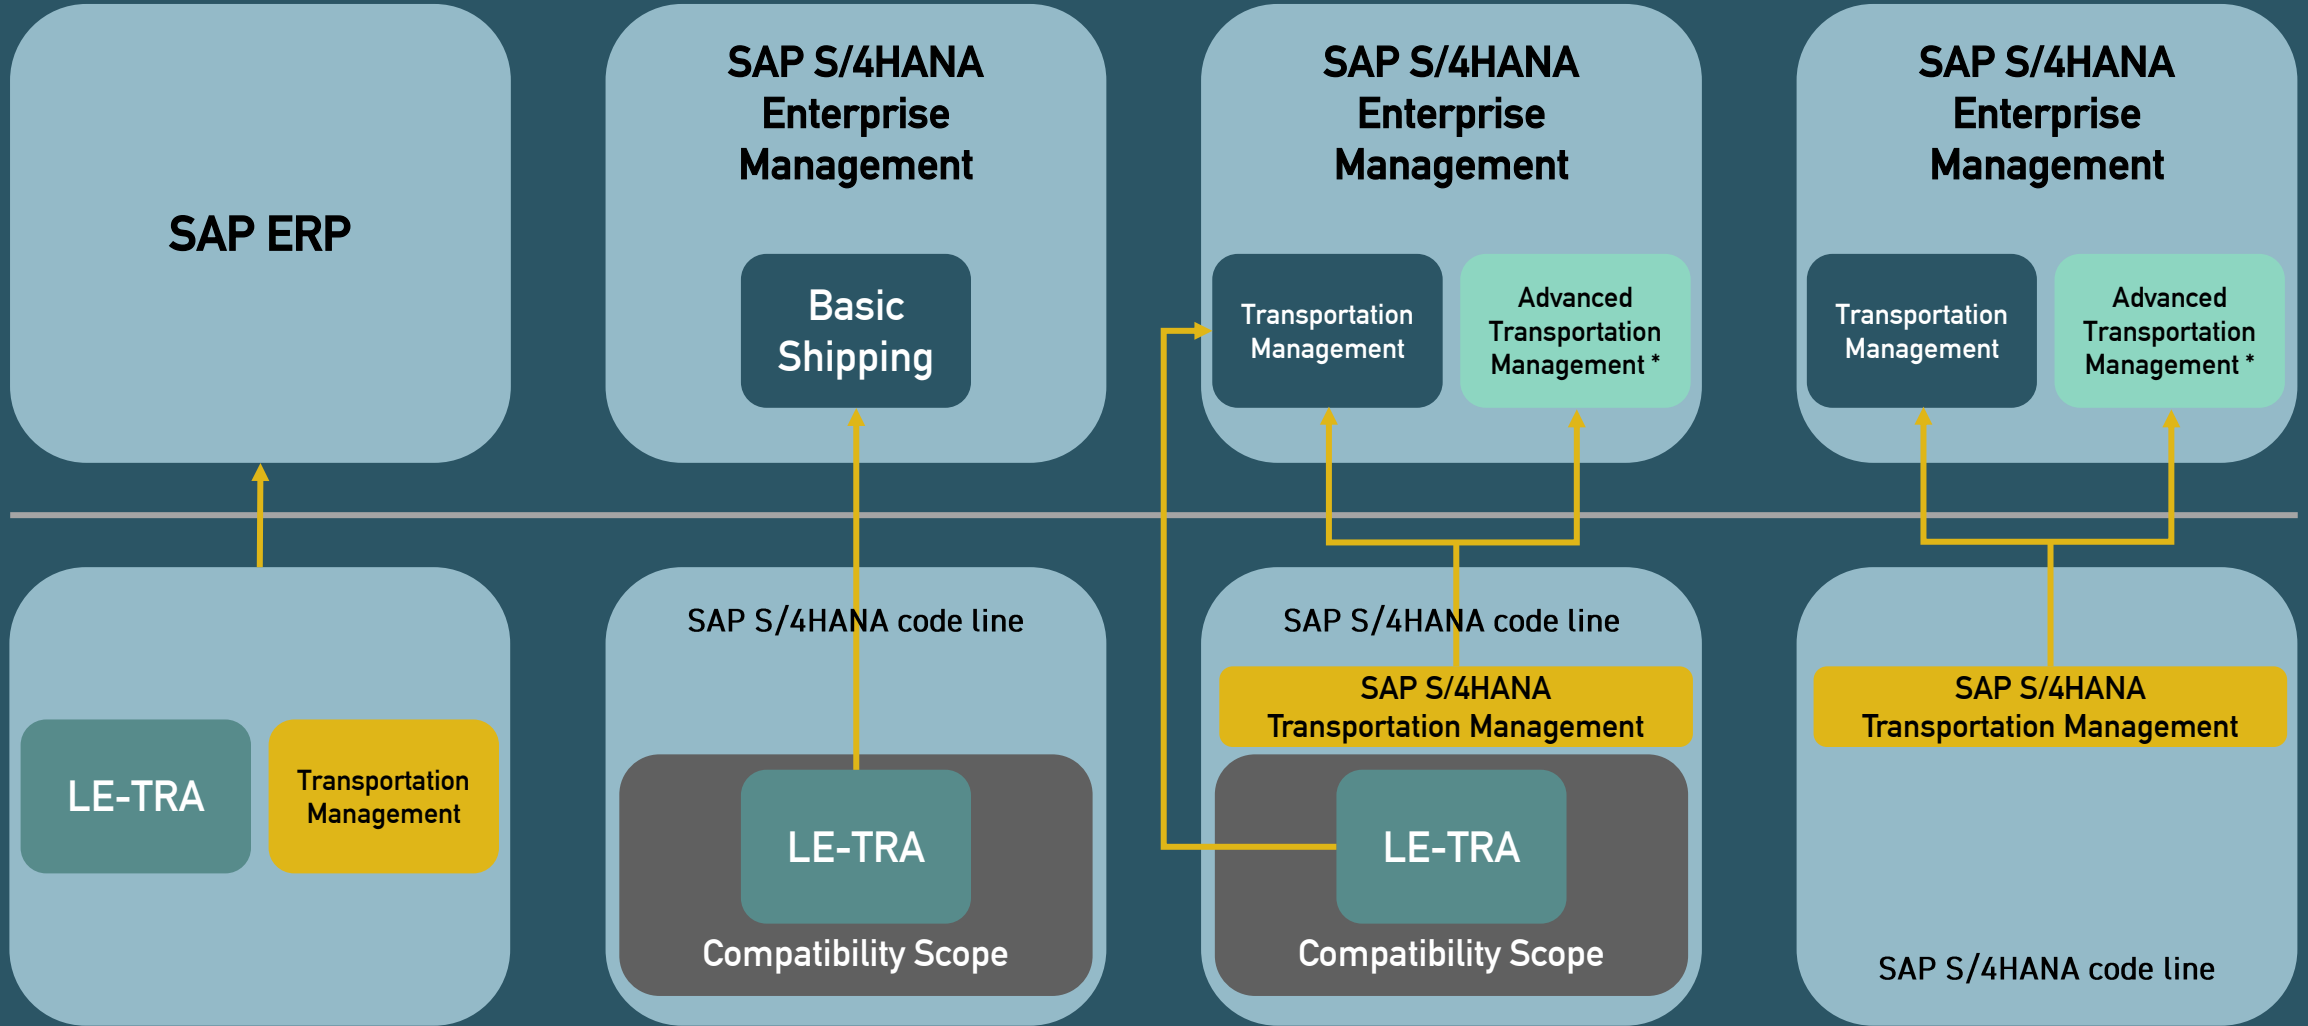 SAP ERP
SAP S/4HANA
Enterprise
Management
Basic
Shipping
SAP S/4HANA
Enterprise
Management
Transportation
Management
Advanced
Transportation
Management *
SAP S/4HANA
Enterprise
Management
Transportation
Management
Advanced
Transportation
Management *
LE-TRA
Transportation
Management
SAP S/4HANA code line
LE-TRA
Compatibility Scope
SAP S/4HANA code line
SAP S/4HANA
Transportation Management
LE-TRA
Compatibility Scope
SAP S/4HANA
Transportation Management
SAP S/4HANA code line